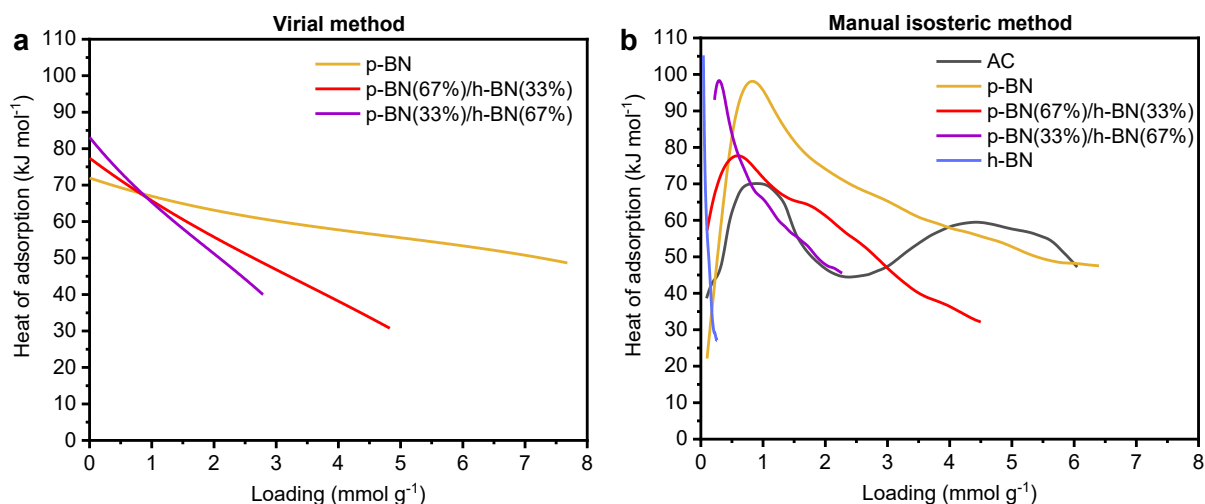 a
Virial method
110
100
90
80
70
60
50
40
30
20
10
0
Heat of adsorption (kJ mol⁻¹)
p-BN
p-BN(67%)/h-BN(33%)
p-BN(33%)/h-BN(67%)
0 1 2 3 4 5 6 7 8
Loading (mmol g⁻¹)
b
Manual isosteric method
110
100
90
80
70
60
50
40
30
20
10
0
Heat of adsorption (kJ mol⁻¹)
AC
p-BN
p-BN(67%)/h-BN(33%)
p-BN(33%)/h-BN(67%)
h-BN
0 1 2 3 4 5 6 7 8
Loading (mmol g⁻¹)